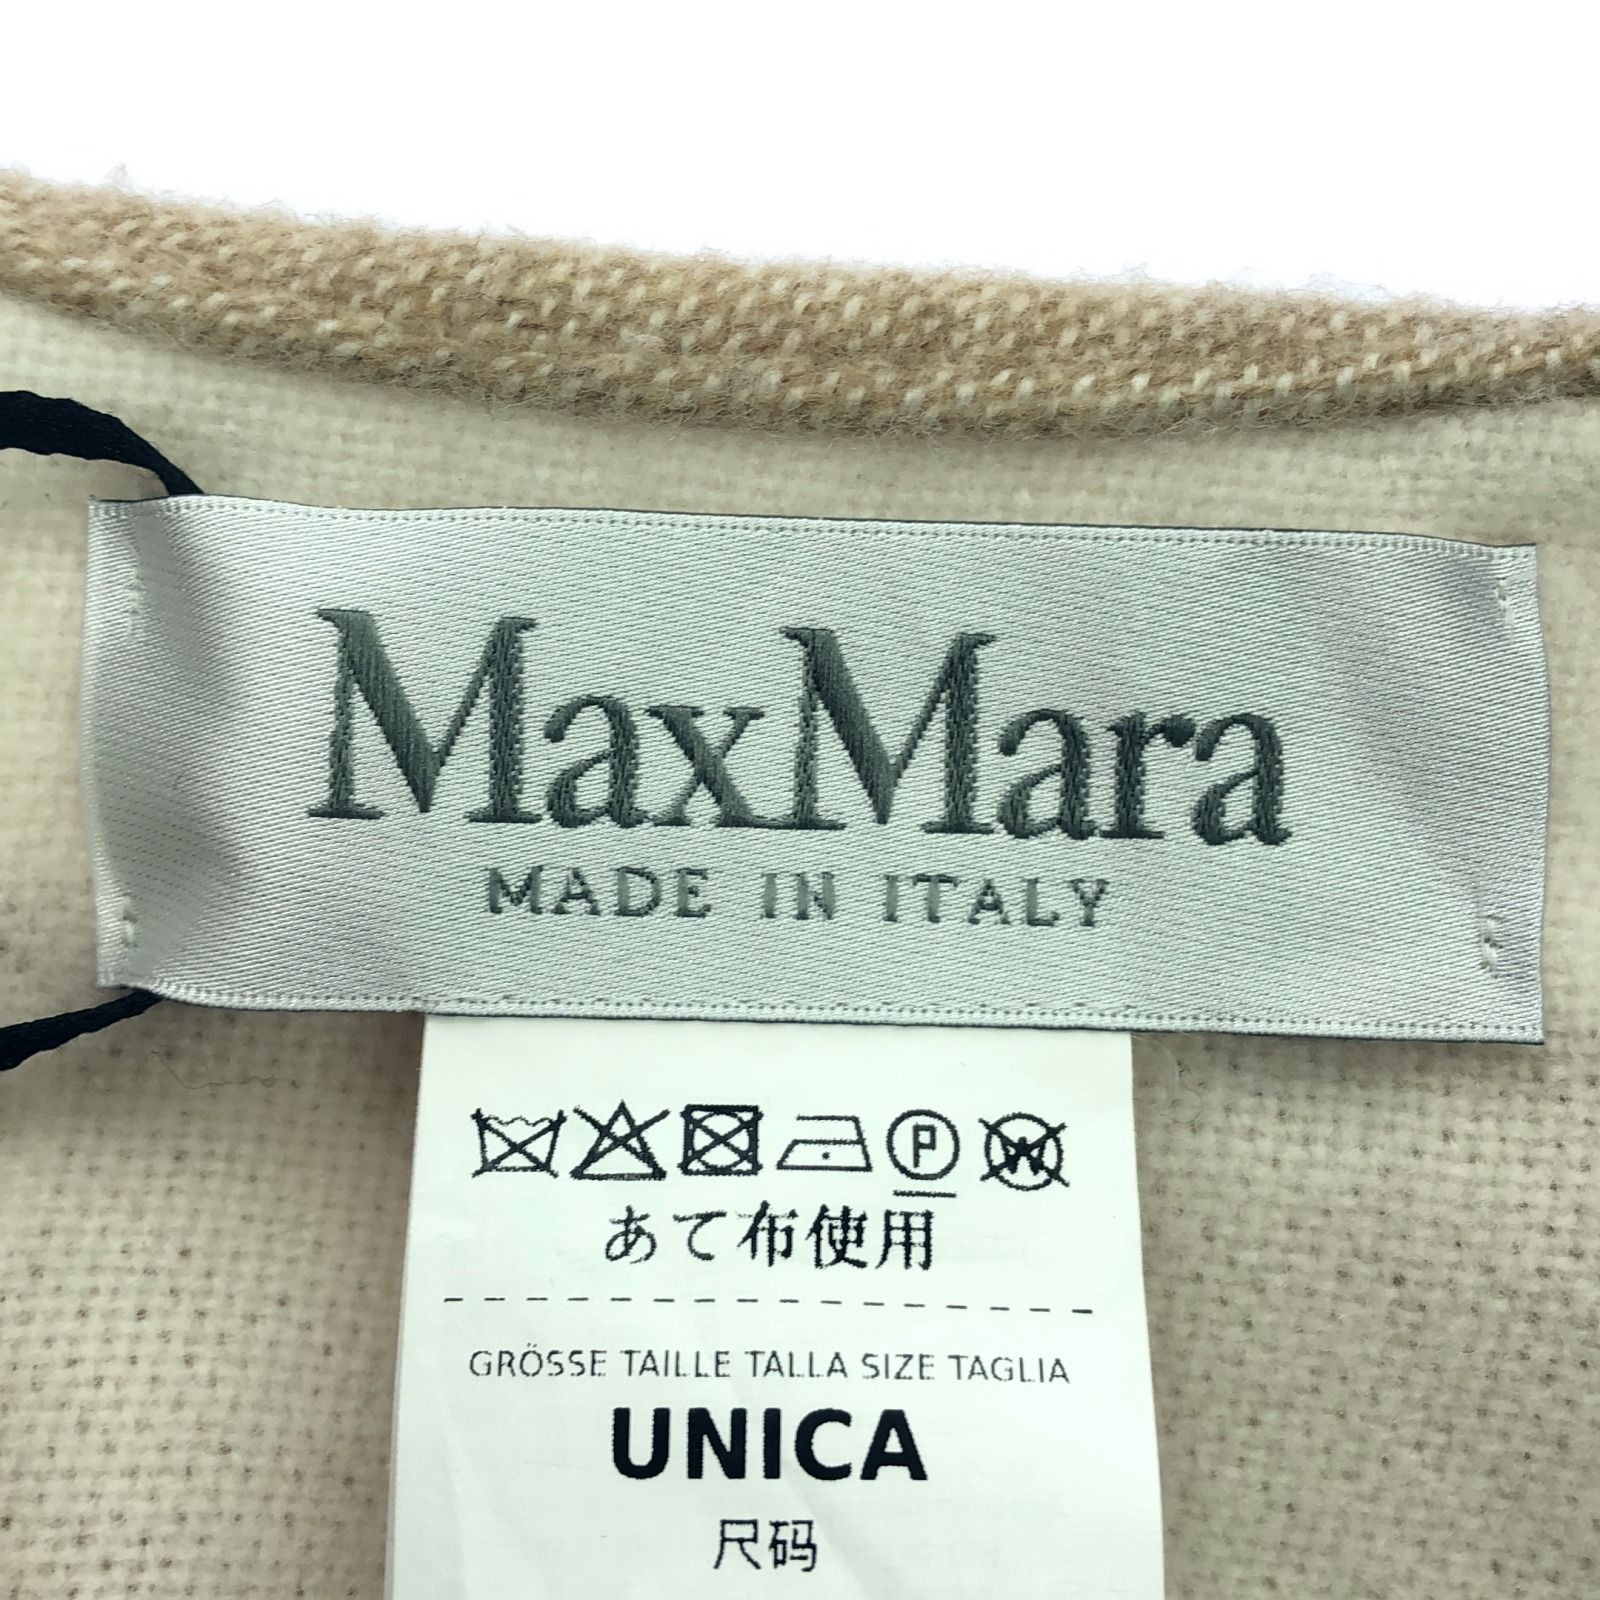 MaxMara
MADE IN ITALY
P W
あて布使用
GRÖSSE TAILLE TALLA SIZE TAGLIA
UNICA
尺码